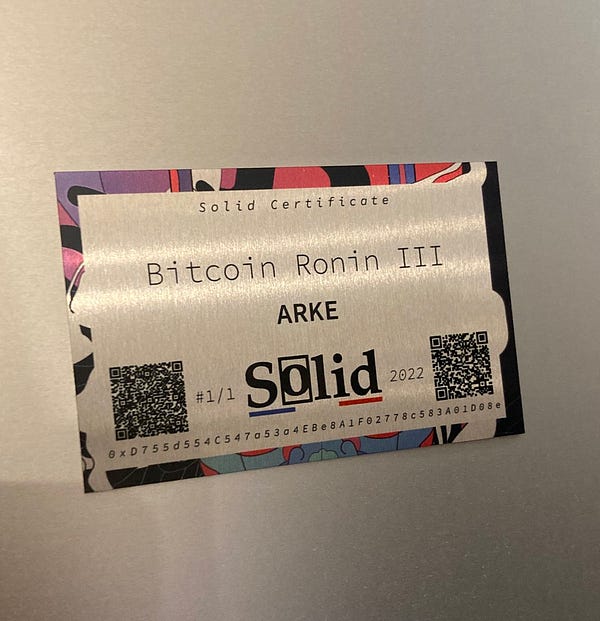 Solid Certificate
Bitcoin Ronin III
ARKE
#1/1 Solid 2022
0xD755d554C547a53a4EBe8A1F02778c583A01D08e